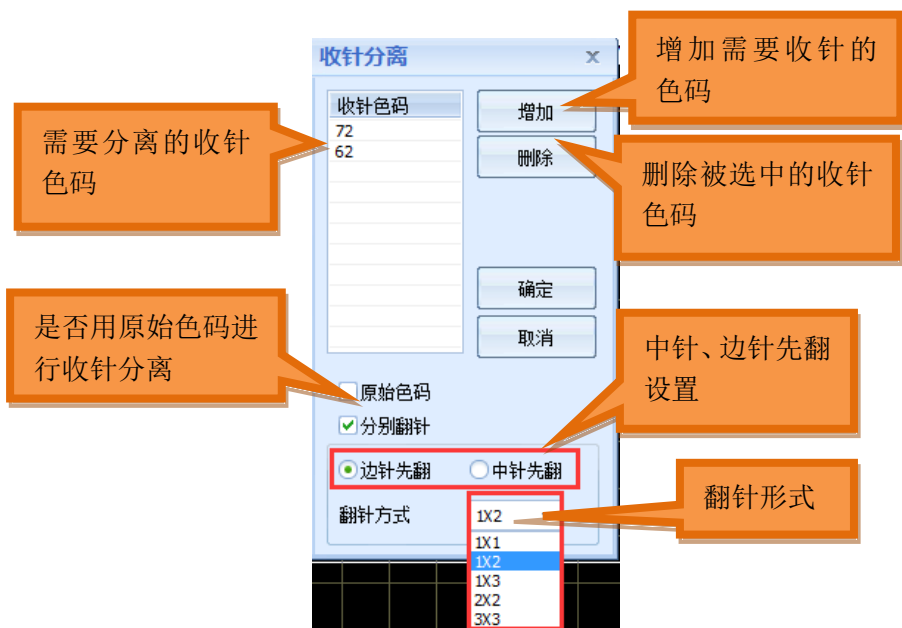 收针分离
x
收针色码
72
62
增加
删除
确定
取消
原始色码
分别翻针
边针先翻
中针先翻
翻针方式
1X2
1X1
1X2
1X3
2X2
3X3
需要分离的收针
色码
是否用原始色码进
行收针分离
增加需要收针的
色码
删除被选中的收针
色码
中针、边针先翻
设置
翻针形式